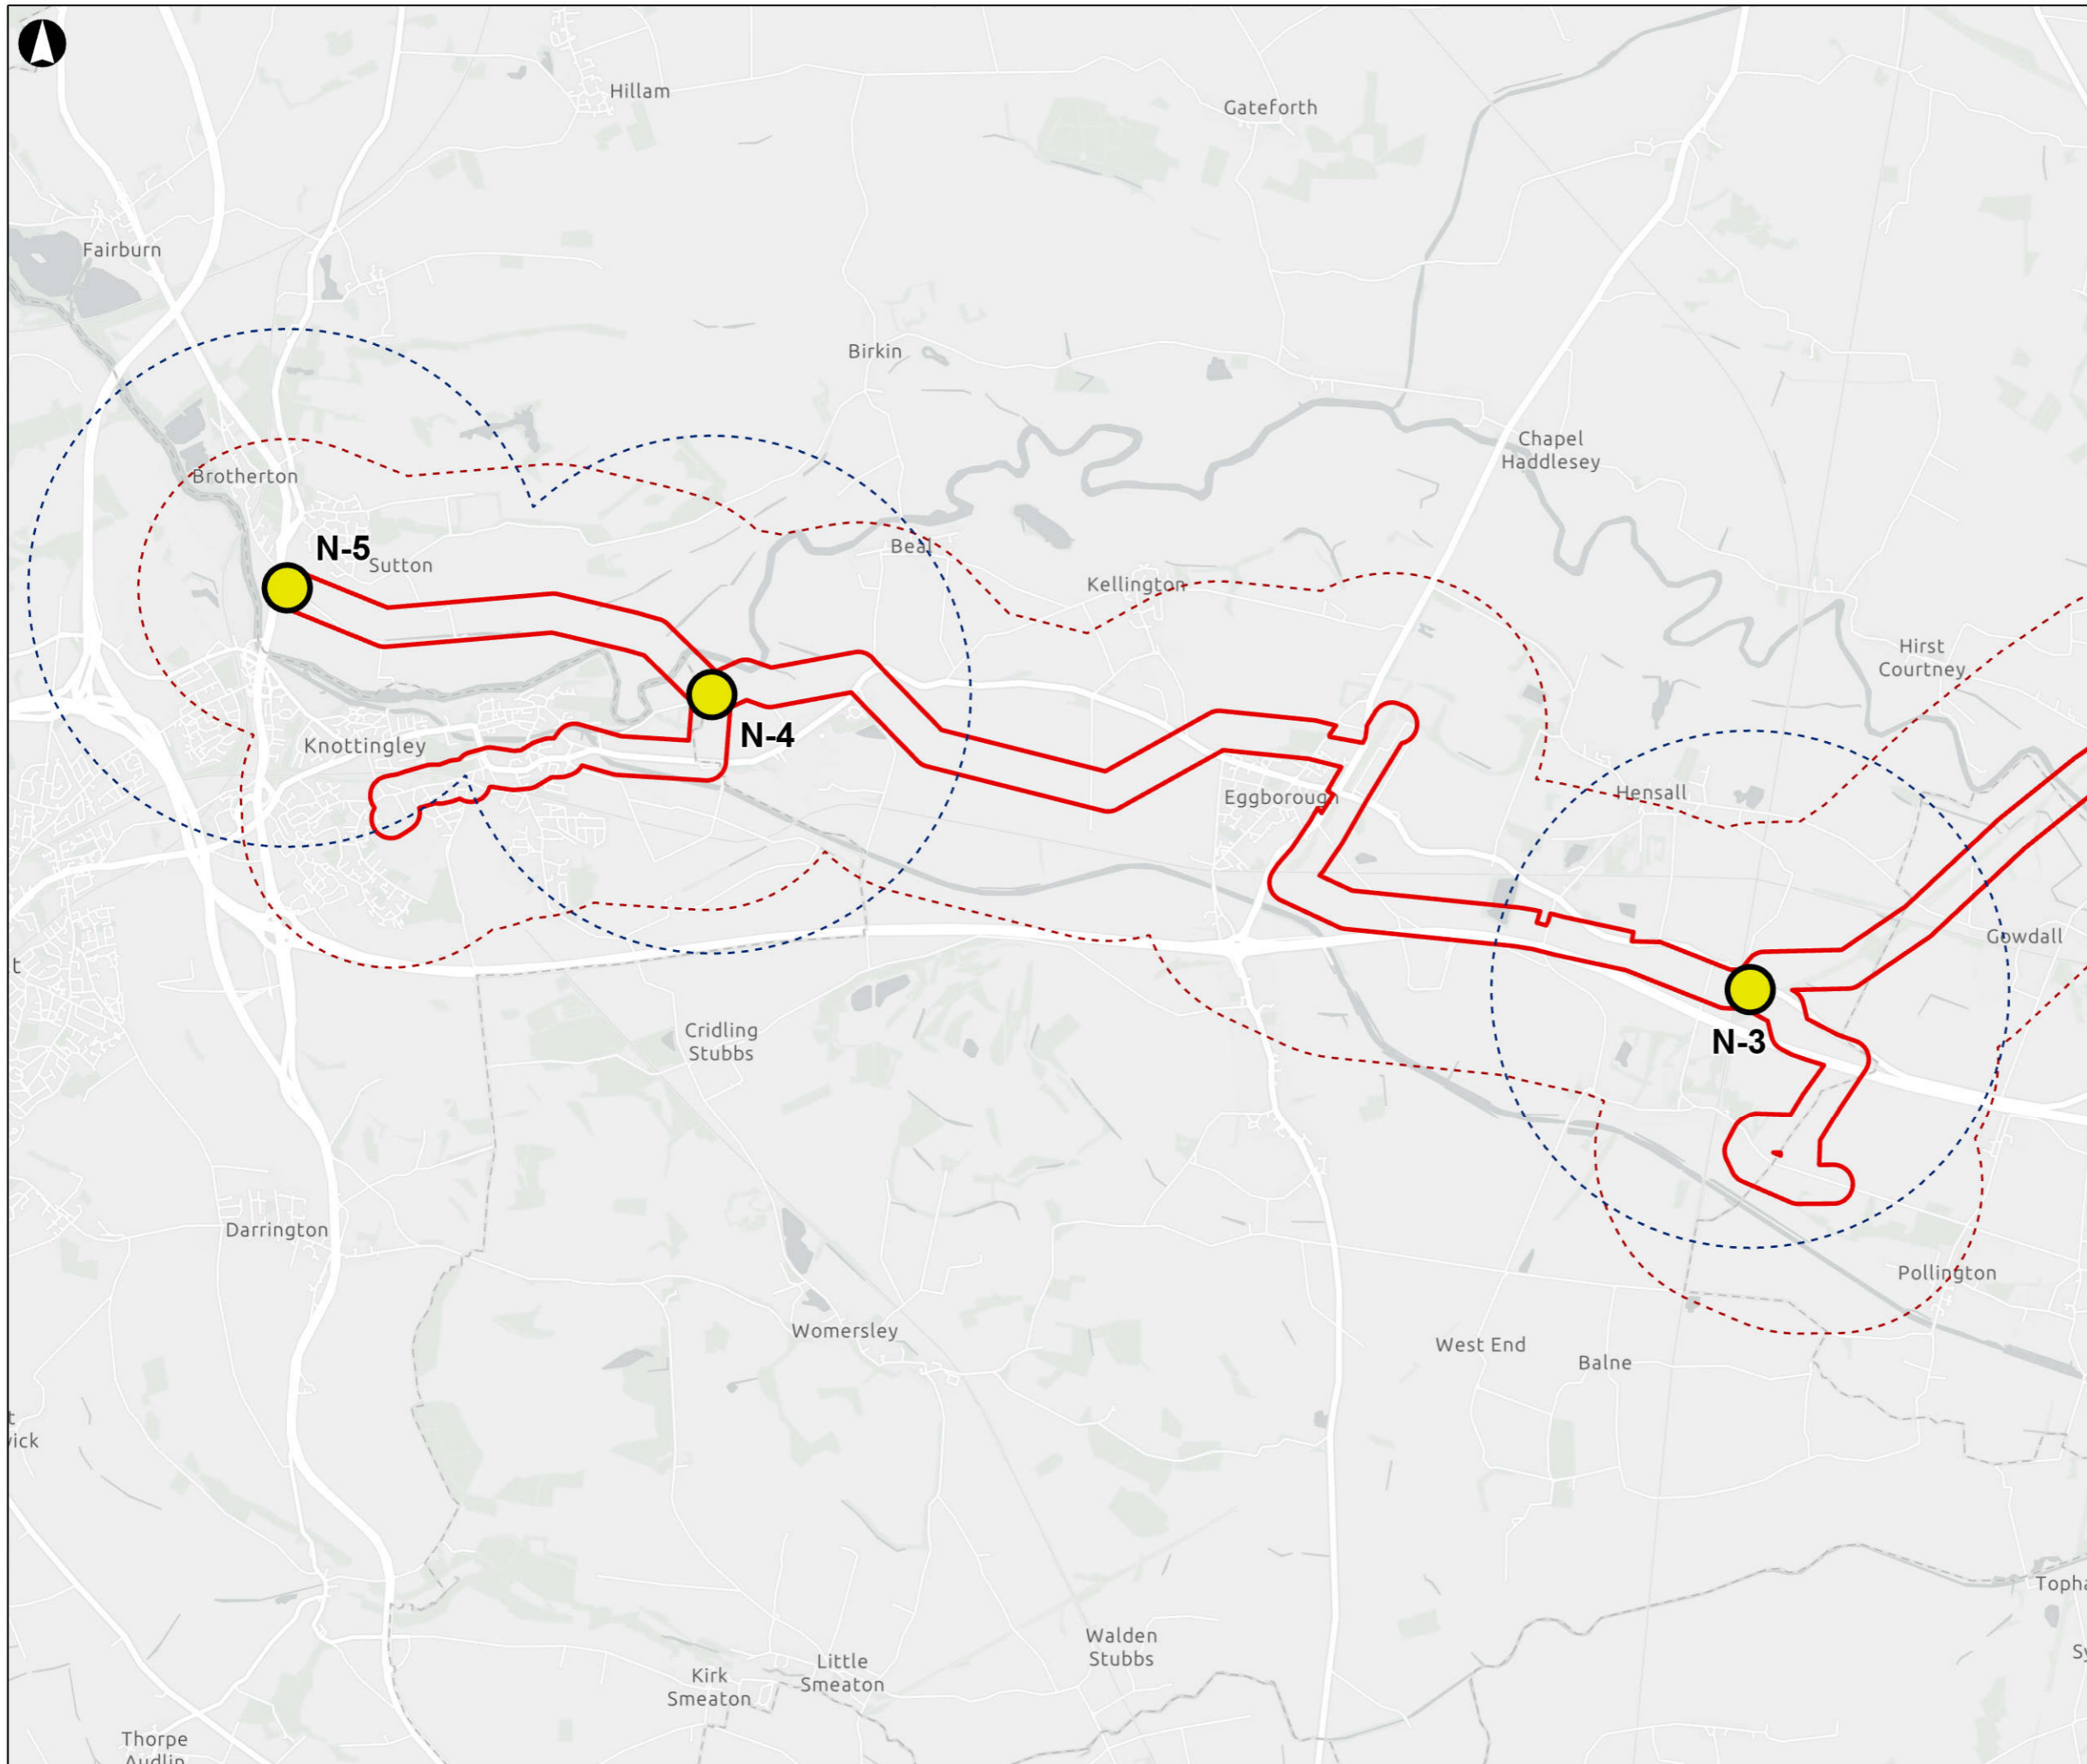 Hillam
Gateforth
Fairburn
Birkin
Chapel
Haddlesey
Brotherton
N-5
Sutton
Beal
Kellington
Hirst
Courtney
N-4
Knottingley
Eggborough
Hensall
Gowdall
Cridling
Stubbs
N-3
Darrington
Pollington
Womersley
West End
Balne
Walden
Stubbs
Kirk
Smeaton
Little
Smeaton
Thorpe
Audlin